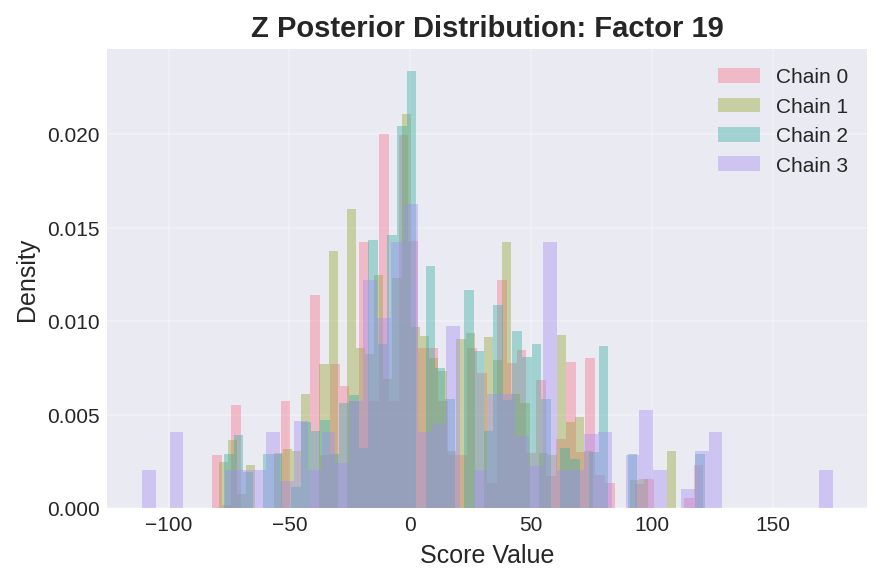 Z Posterior Distribution: Factor 19
Chain 0
Chain 1
Chain 2
Chain 3
Density
0.020
0.015
0.010
0.005
0.000
−100 −50 0 50 100 150
Score Value